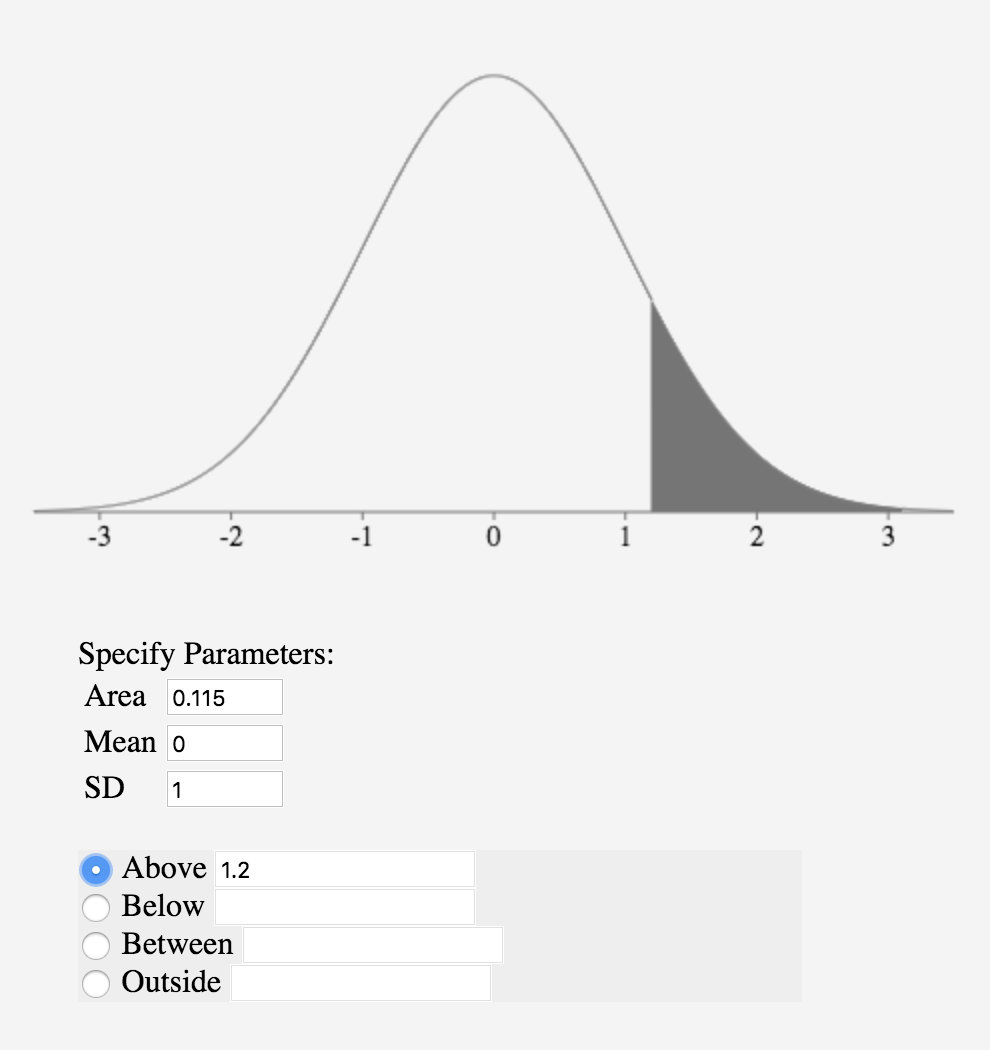 -3 -2 -1 0 1 2 3
Specify Parameters:
Area 0.115
Mean 0
SD 1
Above 1.2
Below
Between
Outside